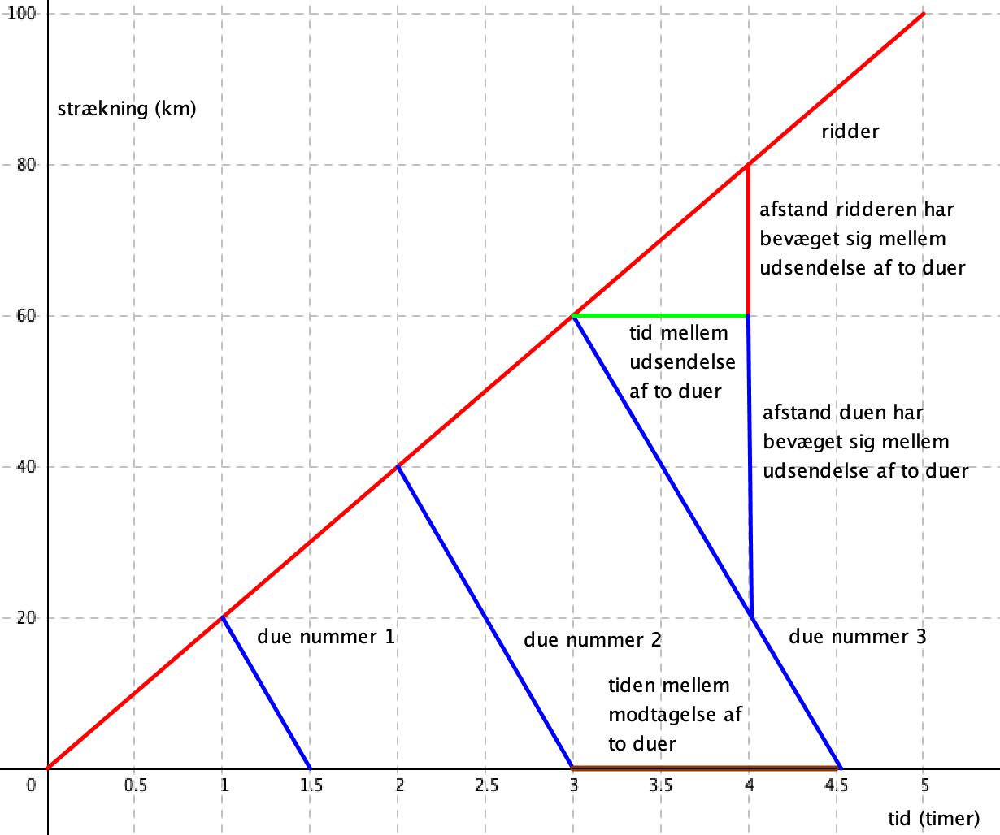 100
strækning (km)
ridder
80
afstand ridderen har
bevæget sig mellem
udsendelse af to duer
60
tid mellem
udsendelse
af to duer
afstand duen har
bevæget sig mellem
udsendelse af to duer
40
20
due nummer 1
due nummer 2
due nummer 3
tiden mellem
modtagelse af
to duer
0 0.5 1 1.5 2 2.5 3 3.5 4 4.5 5
tid (timer)